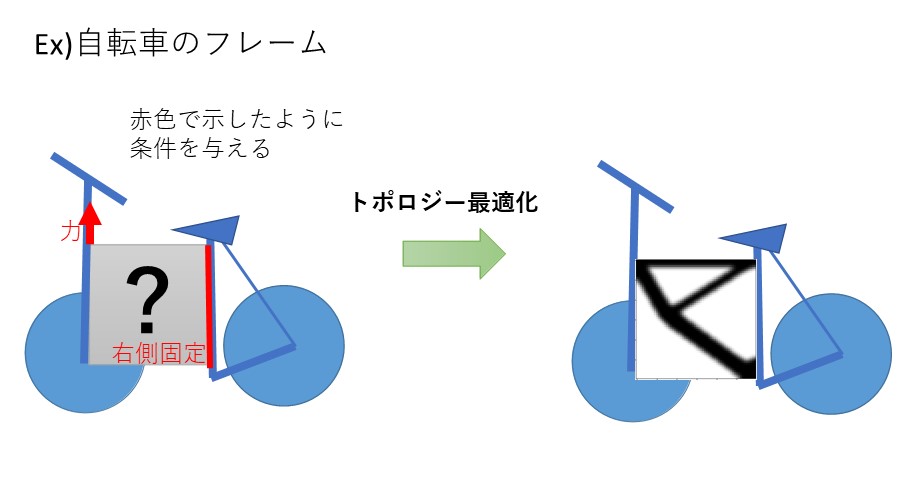 Ex)自転車のフレーム
赤色で示したように
条件を与える
トポロジー最適化
力
?
右側固定